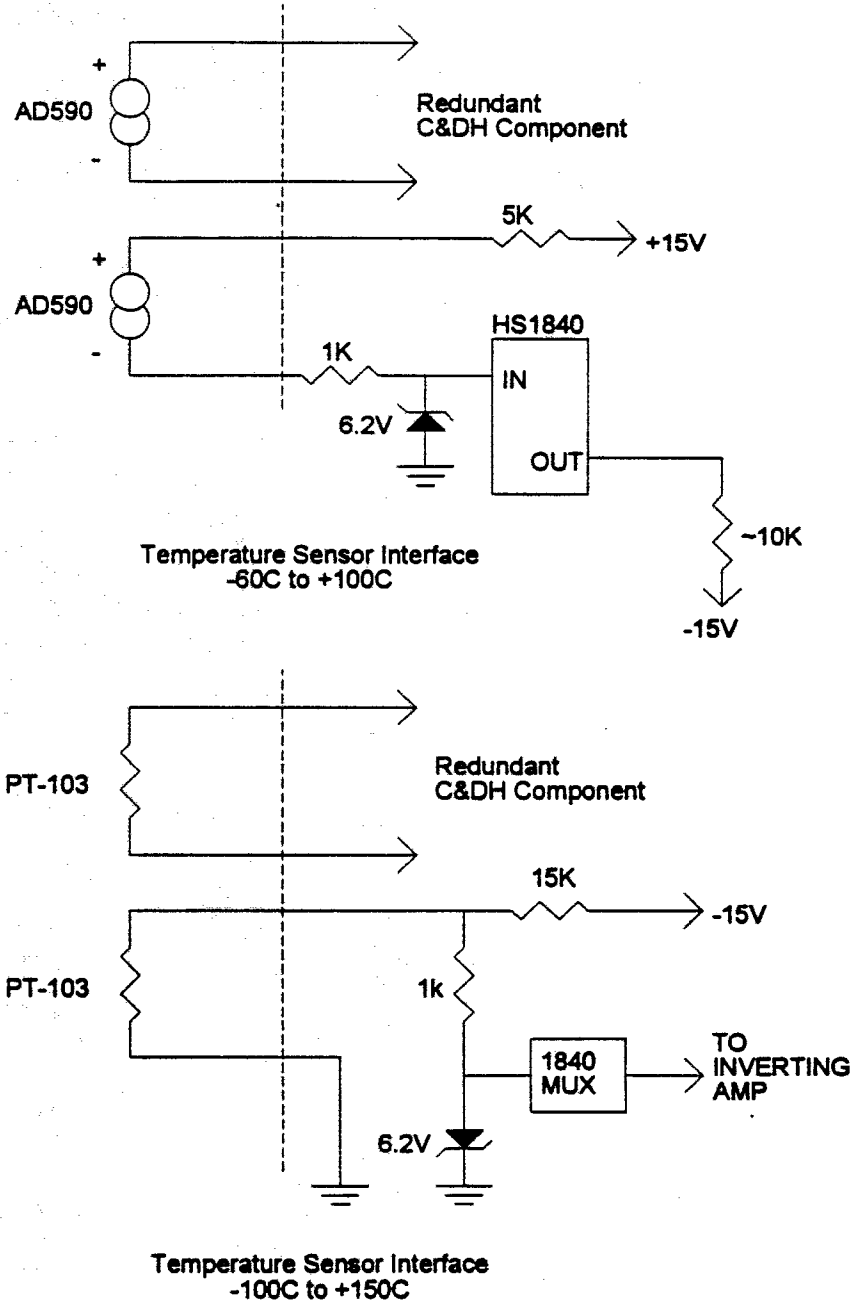 +
AD590
-
Redundant
C&DH Component
5K
+15V
+
AD590
-
HS1840
1K
IN
6.2V
OUT
~10K
-15V
Temperature Sensor Interface
-60C to +100C
PT-103
Redundant
C&DH Component
15K
-15V
PT-103
1k
1840
MUX
TO
INVERTING
AMP
6.2V
Temperature Sensor Interface
-100C to +150C